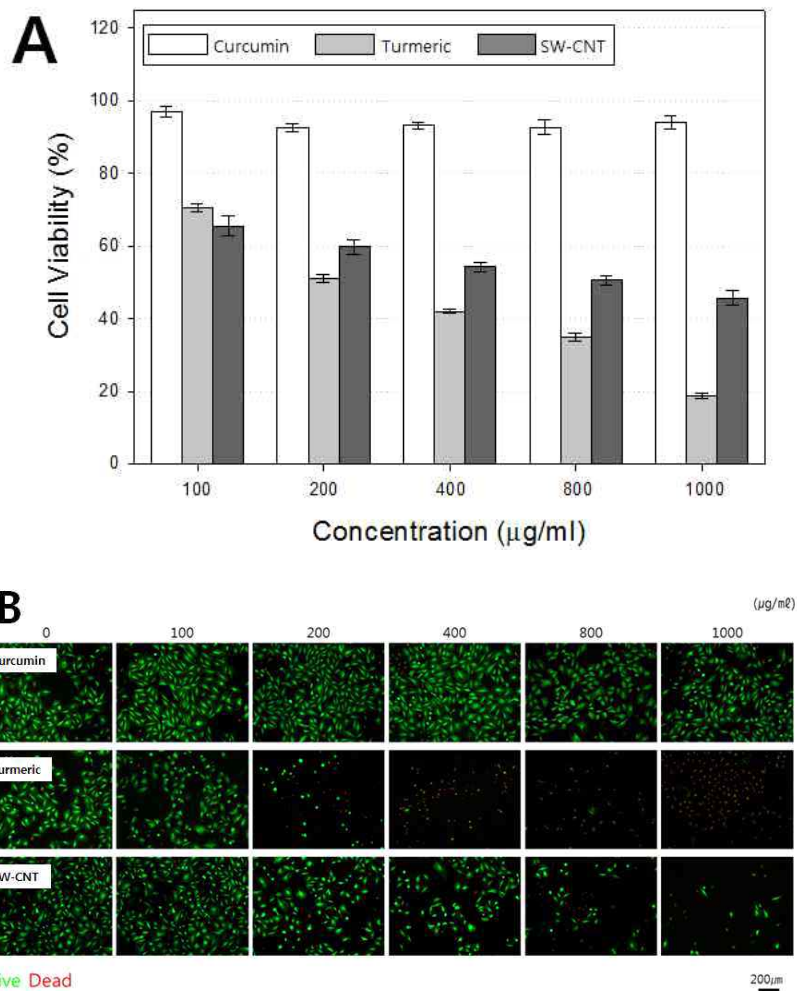 A
Curcumin Turmeric SW-CNT
Cell Viability (%)
120
100
80
60
40
20
0
100 200 400 800 1000
Concentration (μg/ml)
B
(μg/mℓ)
0 100 200 400 800 1000
urcumin
urmeric
W-CNT
ive Dead
200μm